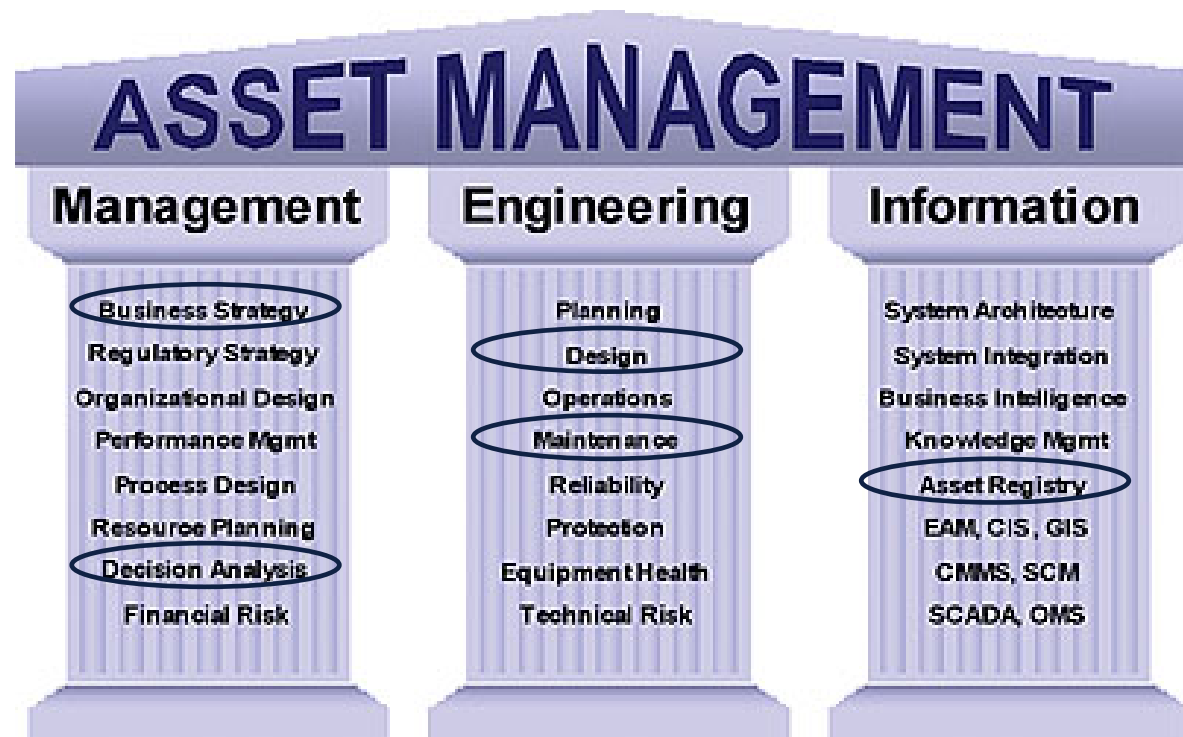 ASSET MANAGEMENT
Management
Business Strategy
Regulatory Strategy
Organizational Design
Performance Mgmt
Process Design
Resource Planning
Decision Analysis
Financial Risk
Engineering
Planning
Design
Operations
Maintenance
Reliability
Protection
Equipment Health
Technical Risk
Information
System Architecture
System Integration
Business Intelligence
Knowledge Mgmt
Asset Registry
EAM, CIS, GIS
CMMS, SCM
SCADA, OMS